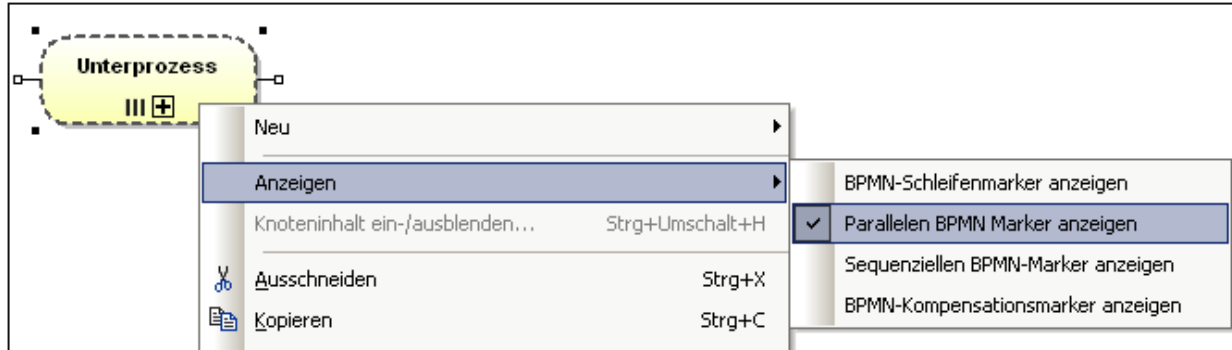 Unterprozess
Neu
Anzeigen
Knoteninhalt ein-/ausblenden... Strg+Umschalt+H
Ausschneiden Strg+X
Kopieren Strg+C
BPMN-Schleifenmarker anzeigen
Parallelen BPMN Marker anzeigen
Sequenziellen BPMN-Marker anzeigen
BPMN-Kompensationsmarker anzeigen